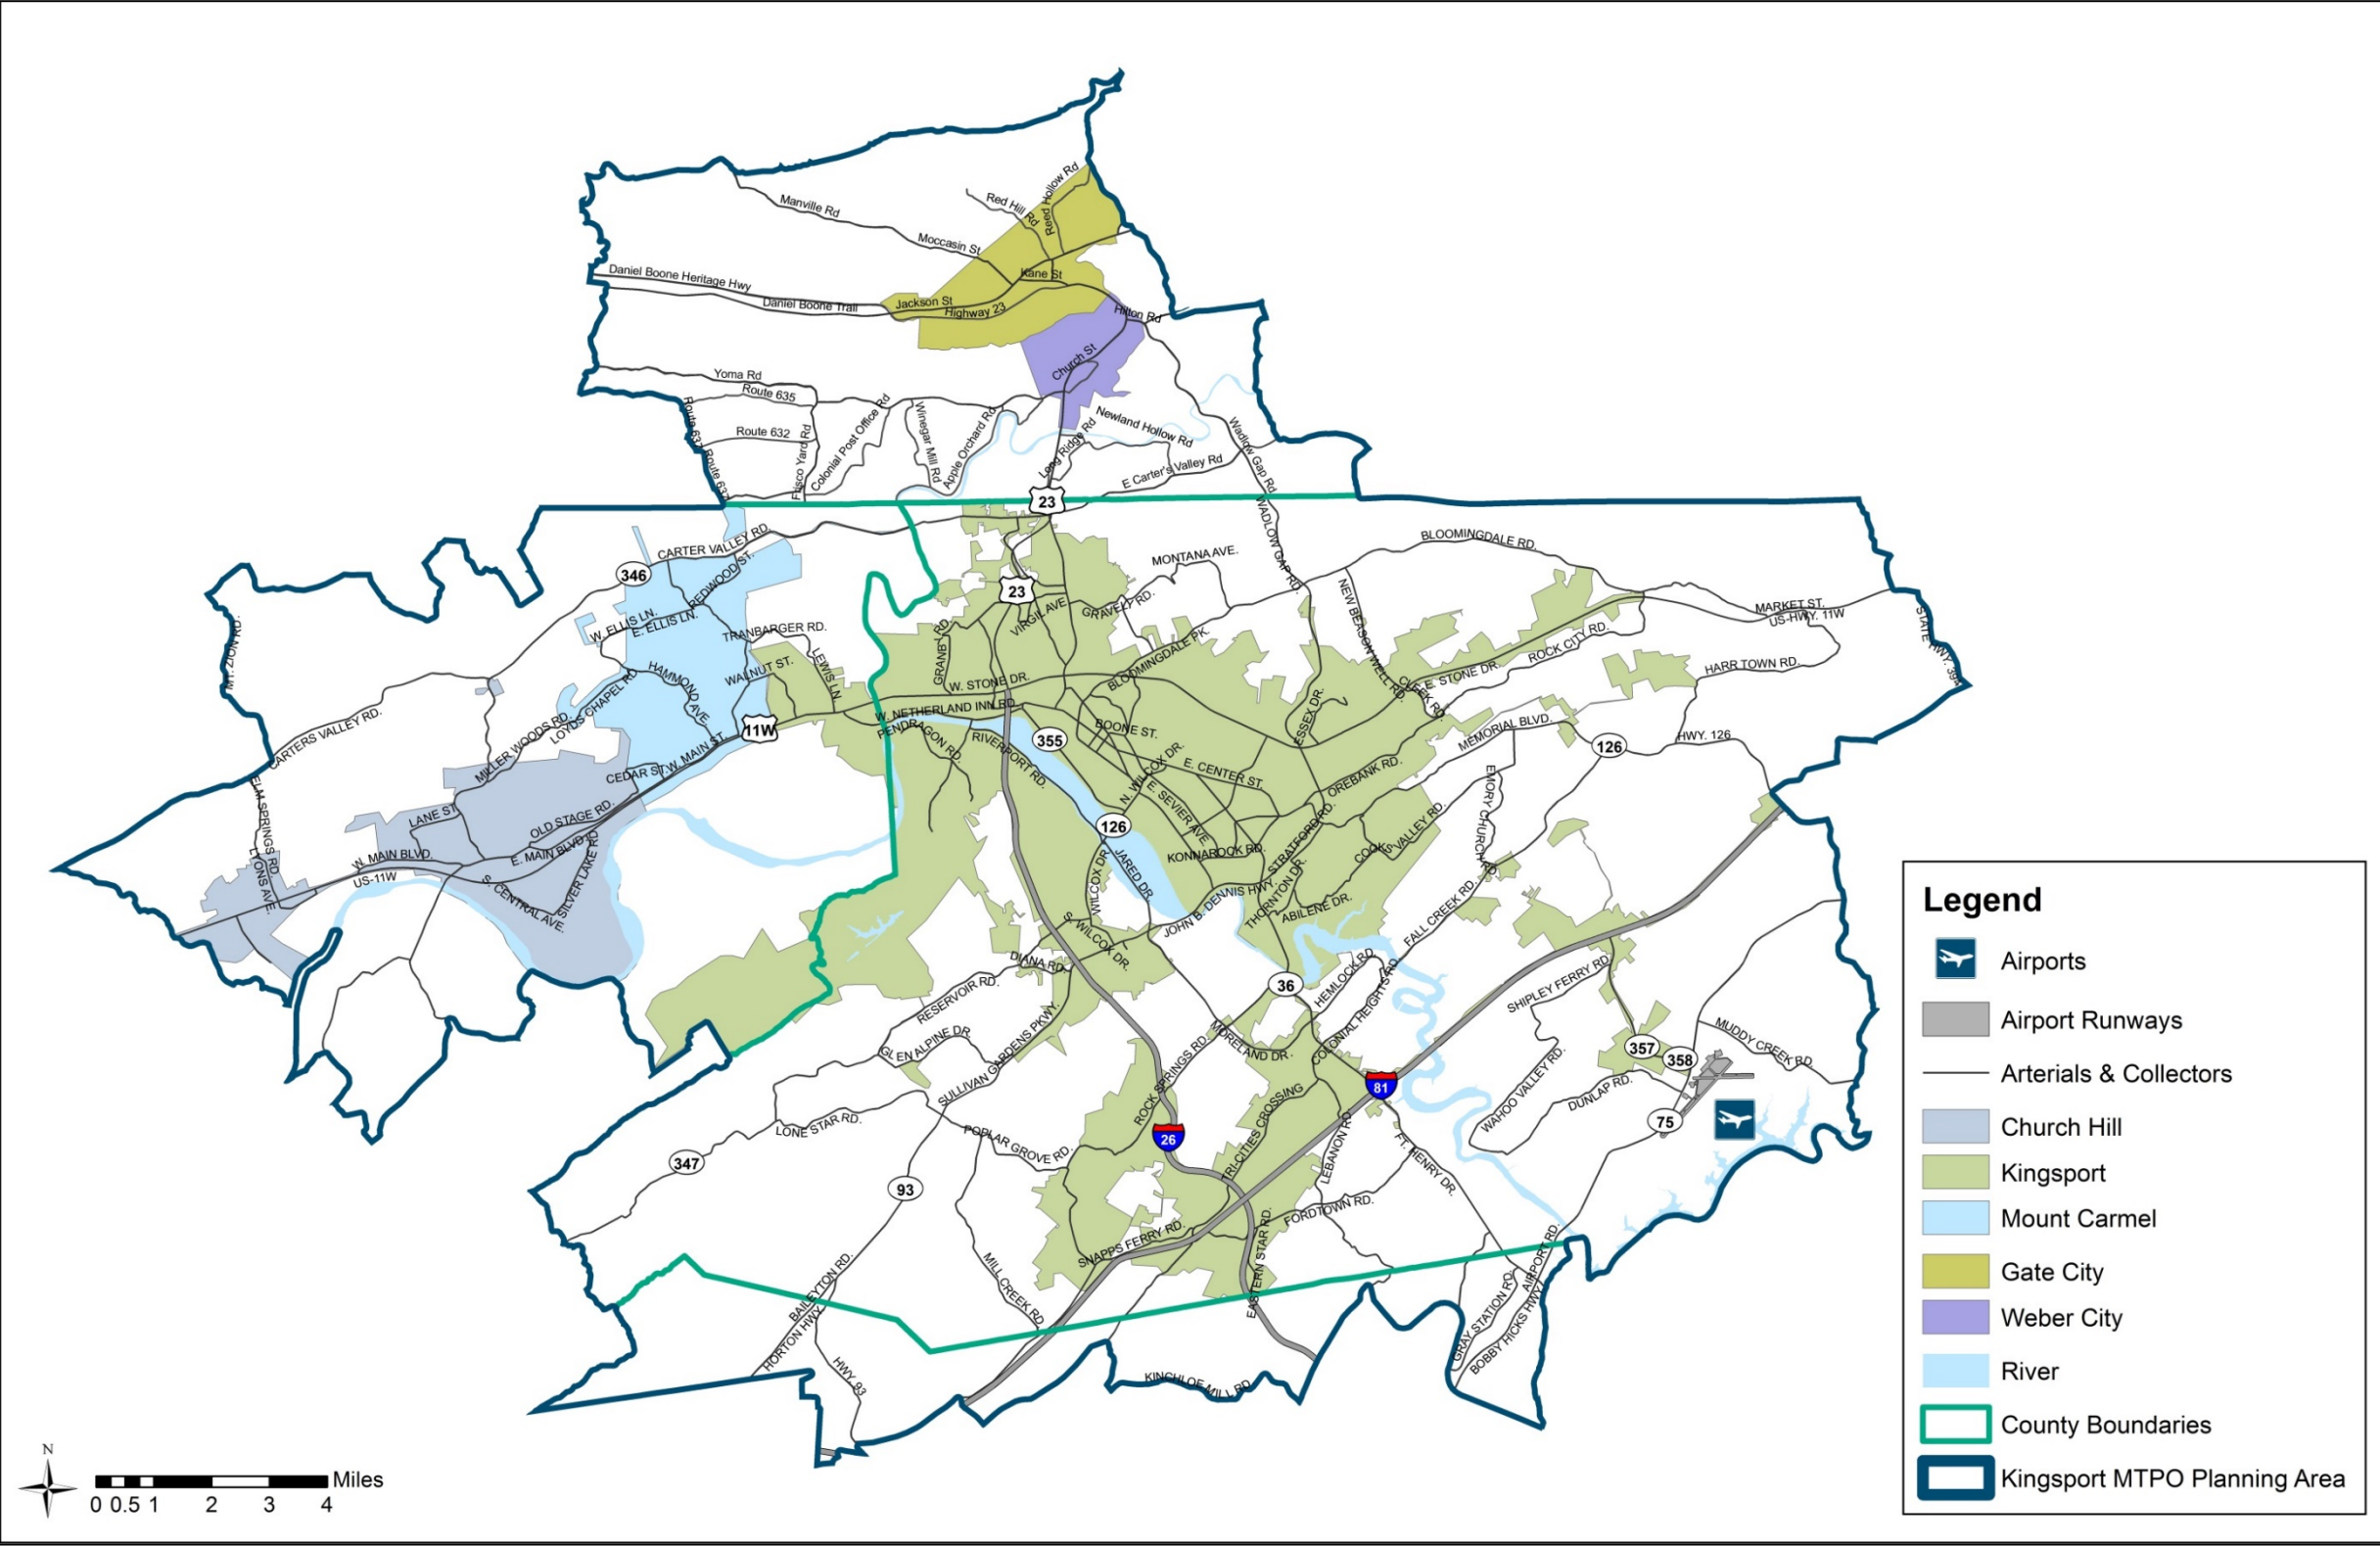 Manville Rd
Red Hill Rd
Reed Hollow Rd
Moccasin St
Kane St
Daniel Boone Heritage Hwy
Daniel Boone Trail
Jackson St
Highway 23
Hilton Rd
Church St
Yoma Rd
Route 635
Route 632
Route 637
Route 637
Frisco Yard Rd
Colonial Post Office Rd
Winegar Mill Rd
Apple Orchard Rd
Long Ridge Rd
Newland Hollow Rd
E Carter's Valley Rd
Wadlow Gap Rd
23
WADLOW GAP RD.
CARTER VALLEY RD.
346
REDWOOD ST.
W. ELLIS LN.
E. ELLIS LN.
TRANBARGER RD.
LEWIS LN.
WALNUT ST.
HAMMOND AVE.
LOYDS CHAPEL RD
MILLER WOODS RD.
11W
MT. ZION RD.
CARTERS VALLEY RD.
CEDAR ST.
W. MAIN ST.
OLD STAGE RD.
LANE ST
E. MAIN BLVD.
W. MAIN BLVD.
US-11W
ELM SPRINGS RD.
LYONS AVE.
S. CENTRAL AVE.
SILVER LAKE RD
23
VIRGIL AVE
GRANBY RD
GRAVELY RD.
MONTANA AVE.
BLOOMINGDALE RD.
BLOOMINGDALE PK.
NEW BEASON WELL RD.
MARKET ST.
US-HWY. 11W
STATE HWY. 394
ROCK CITY RD.
HARR TOWN RD.
E. STONE DR.
CLEEK RD.
W. STONE DR.
W. NETHERLAND INN RD.
PENDRAGON RD.
RIVERPORT RD.
355
BOONE ST.
ESSEX DR.
MEMORIAL BLVD.
126
HWY. 126
E. CENTER ST.
N. WILCOX DR.
E. SEVIER AVE
OREBANK RD.
126
KONNAROCK RD.
STRATFORD RD.
COOKS VALLEY RD.
EMORY CHURCH RD.
WILCOX DR.
JARED DR.
JOHN B. DENNIS HWY.
THORNTON DR.
ABILENE DR.
FALL CREEK RD.
S. WILCOX DR.
DIANA RD.
RESERVOIR RD.
36
HEMLOCK RD
COLONIAL HEIGHTS RD
SHIPLEY FERRY RD
GLEN ALPINE DR.
SULLIVAN GARDENS PKWY.
ROCK SPRINGS RD.
MORELAND DR.
357
358
MUDDY CREEK RD.
81
WAHOO VALLEY RD.
DUNLAP RD.
75
LONE STAR RD.
POPLAR GROVE RD.
26
TRI-CITIES CROSSING
LEBANON RD
FT. HENRY DR.
347
93
FORDTOWN RD.
SNAPPS FERRY RD.
EASTERN STAR RD.
MILL CREEK RD
BAILEYTON RD.
HORTON HWY.
HWY. 93
KINCHLOE MILL RD
GRAY STATION RD.
AIRPORT RD.
BOBBY HICKS HWY
Legend
Airports
Airport Runways
Arterials & Collectors
Church Hill
Kingsport
Mount Carmel
Gate City
Weber City
River
County Boundaries
Kingsport MTPO Planning Area
N
Miles
0 0.5 1 2 3 4